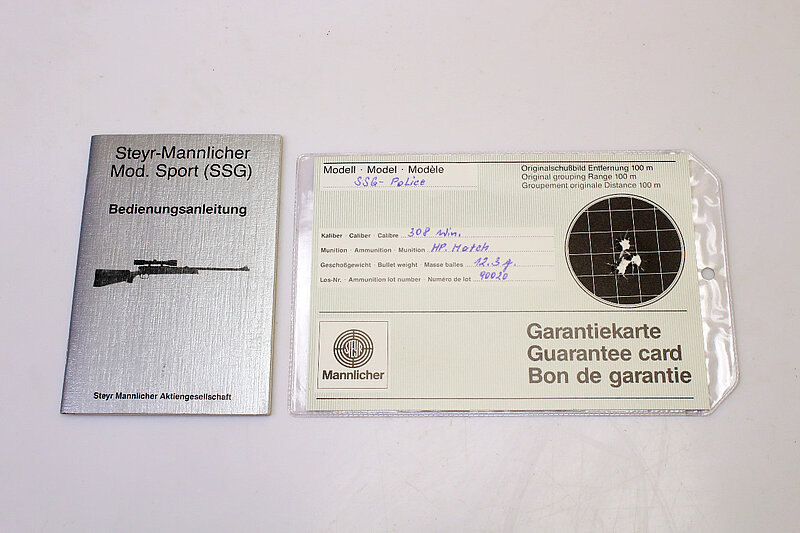 Steyr-Mannlicher
Mod. Sport (SSG)
Bedienungsanleitung
Steyr Mannlicher Aktiengesellschaft
Modell · Model · Modèle
SSG-Police
Originalschußbild Entfernung 100 m
Original grouping Range 100 m
Groupement originale Distance 100 m
Kaliber · Caliber · Calibre 308 Win.
Munition · Ammunition · Munition HP. Match
Geschoßgewicht · Bullet weight · Masse balles 12.3 g.
Los-Nr. · Ammunition lot number · Numéro de lot 90020
STEYR
Mannlicher
Garantiekarte
Guarantee card
Bon de garantie